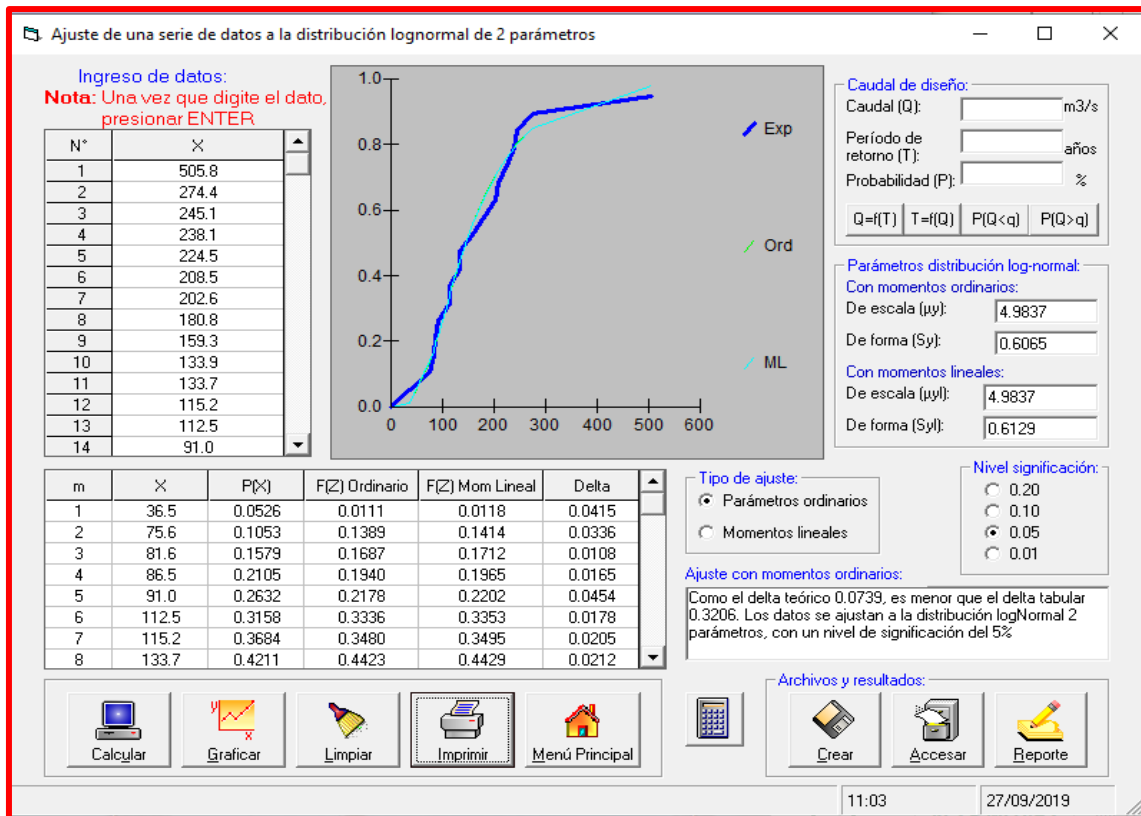 Ajuste de una serie de datos a la distribución lognormal de 2 parámetros
Ingreso de datos:
Nota: Una vez que digite el dato,
presionar ENTER
N° X
1 505.8
2 274.4
3 245.1
4 238.1
5 224.5
6 208.5
7 202.6
8 180.8
9 159.3
10 133.9
11 133.7
12 115.2
13 112.5
14 91.0
1.0
0.8
0.6
0.4
0.2
0.0
0 100 200 300 400 500 600
Exp
Ord
ML
Caudal de diseño:
Caudal (Q): m3/s
Período de
retorno (T): años
Probabilidad (P): %
Q=f(T) T=f(Q) P(Q<q) P(Q>q)
Parámetros distribución log-normal:
Con momentos ordinarios:
De escala (µy): 4.9837
De forma (Sy): 0.6065
Con momentos lineales:
De escala (µyl): 4.9837
De forma (Syl): 0.6129
m X P(X) F(Z) Ordinario F(Z) Mom Lineal Delta
1 36.5 0.0526 0.0111 0.0118 0.0415
2 75.6 0.1053 0.1389 0.1414 0.0336
3 81.6 0.1579 0.1687 0.1712 0.0108
4 86.5 0.2105 0.1940 0.1965 0.0165
5 91.0 0.2632 0.2178 0.2202 0.0454
6 112.5 0.3158 0.3336 0.3353 0.0178
7 115.2 0.3684 0.3480 0.3495 0.0205
8 133.7 0.4211 0.4423 0.4429 0.0212
Tipo de ajuste:
Parámetros ordinarios
Momentos lineales
Nivel significación:
0.20
0.10
0.05
0.01
Ajuste con momentos ordinarios:
Como el delta teórico 0.0739, es menor que el delta tabular
0.3206. Los datos se ajustan a la distribución logNormal 2
parámetros, con un nivel de significación del 5%
Calcular Graficar Limpiar Imprimir Menú Principal
Archivos y resultados:
Crear Accesar Reporte
11:03 27/09/2019